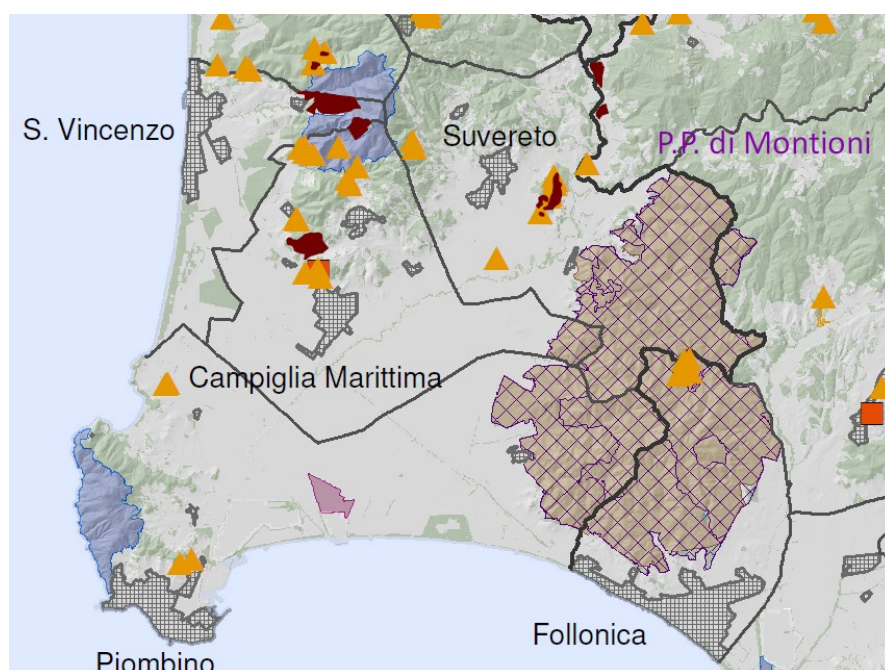 S. Vincenzo
Suvereto
P.P. di Montioni
Campiglia Marittima
Follonica
Piombino